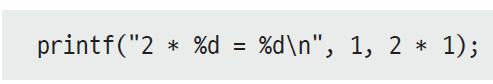 printf("2 * %d = %d\n", 1, 2 * 1);